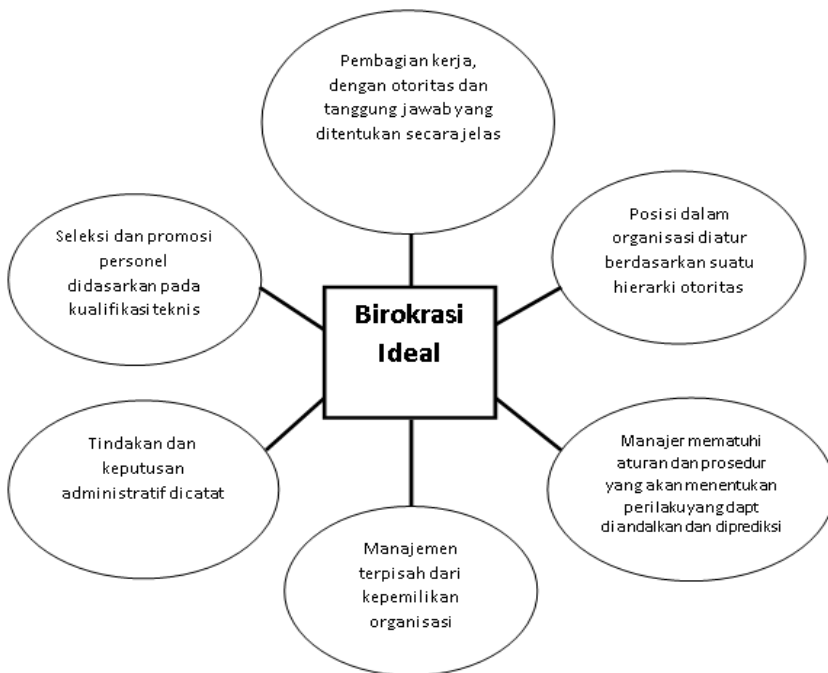 Pembagian kerja,
dengan otoritas dan
tanggung jawab yang
ditentukan secara jelas
Posisi dalam
organisasi diatur
berdasarkan suatu
hierarki otoritas
Seleksi dan promosi
personel
didasarkan pada
kualifikasi teknis
Birokrasi
Ideal
Tindakan dan
keputusan
administratif dicatat
Manajer mematuhi
aturan dan prosedur
yang akan menentukan
perilaku yang dapt
diandalkan dan diprediksi
Manajemen
terpisah dari
kepemilikan
organisasi